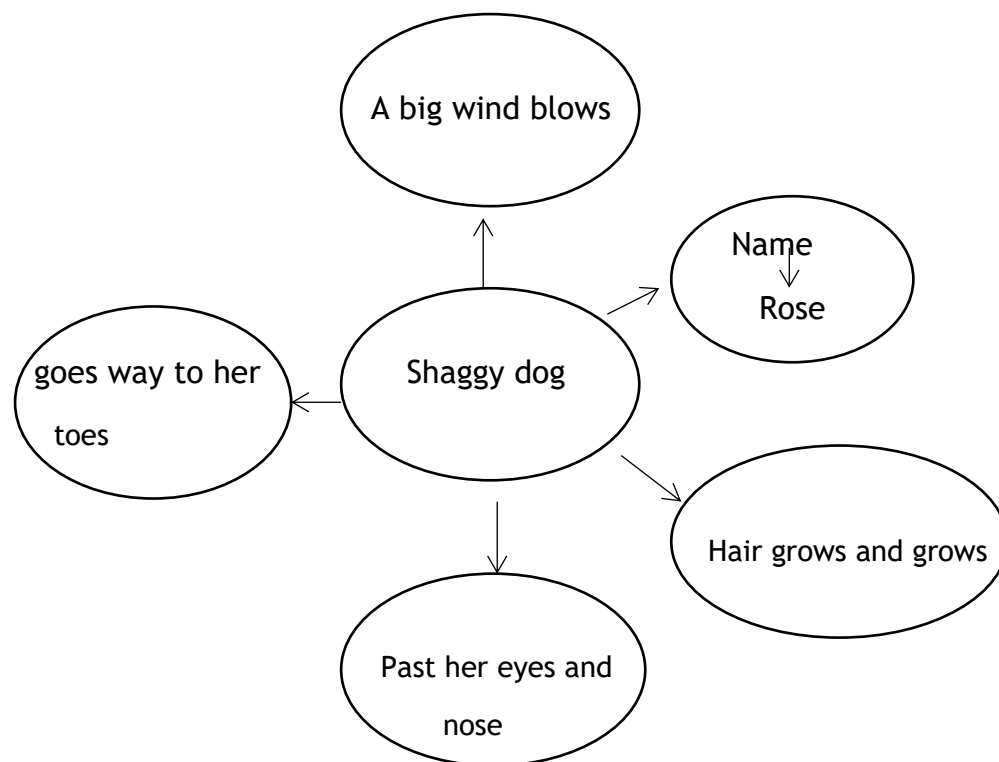 A big wind blows
Name
Rose
goes way to her
toes
Shaggy dog
Hair grows and grows
Past her eyes and
nose